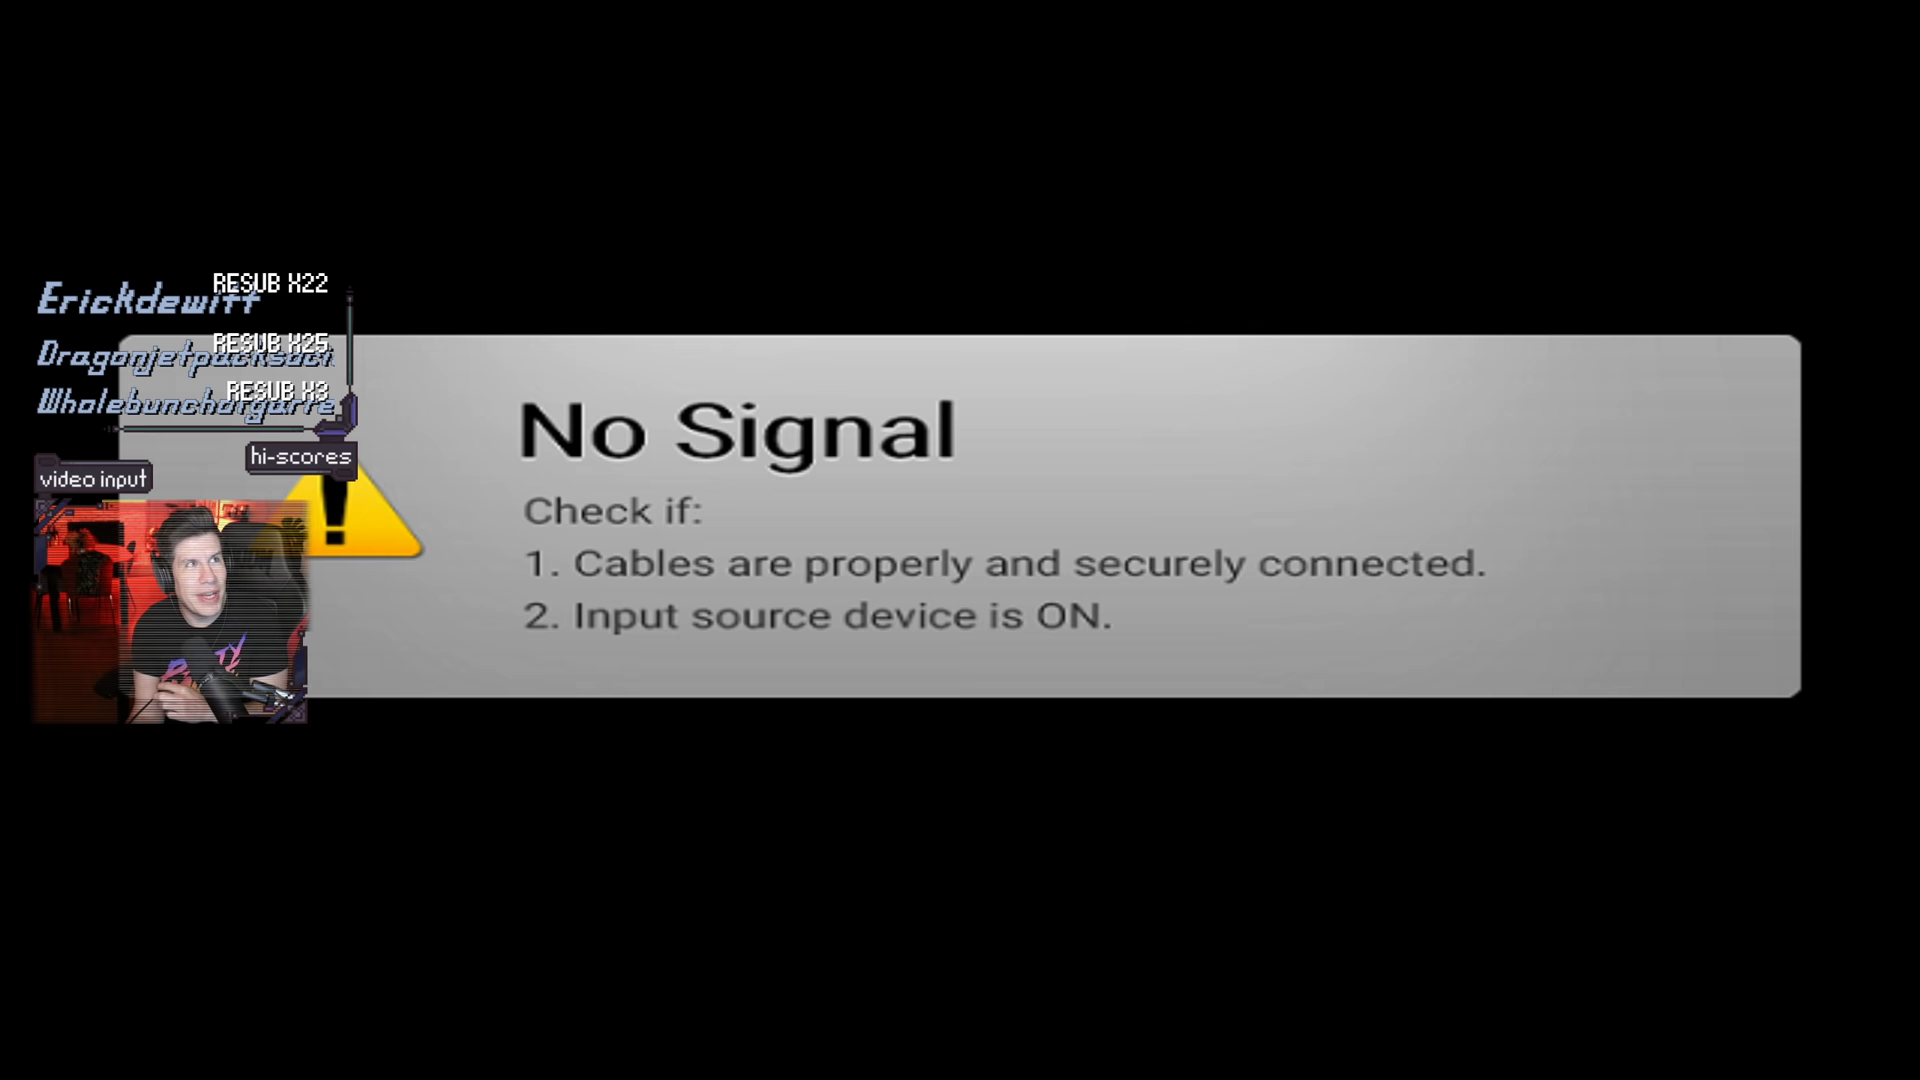 RESUB X22
Erickdewitt
RESUB X25
RESUB X3
hi-scores
video input
No Signal
Check if:
1. Cables are properly and securely connected.
2. Input source device is ON.
!